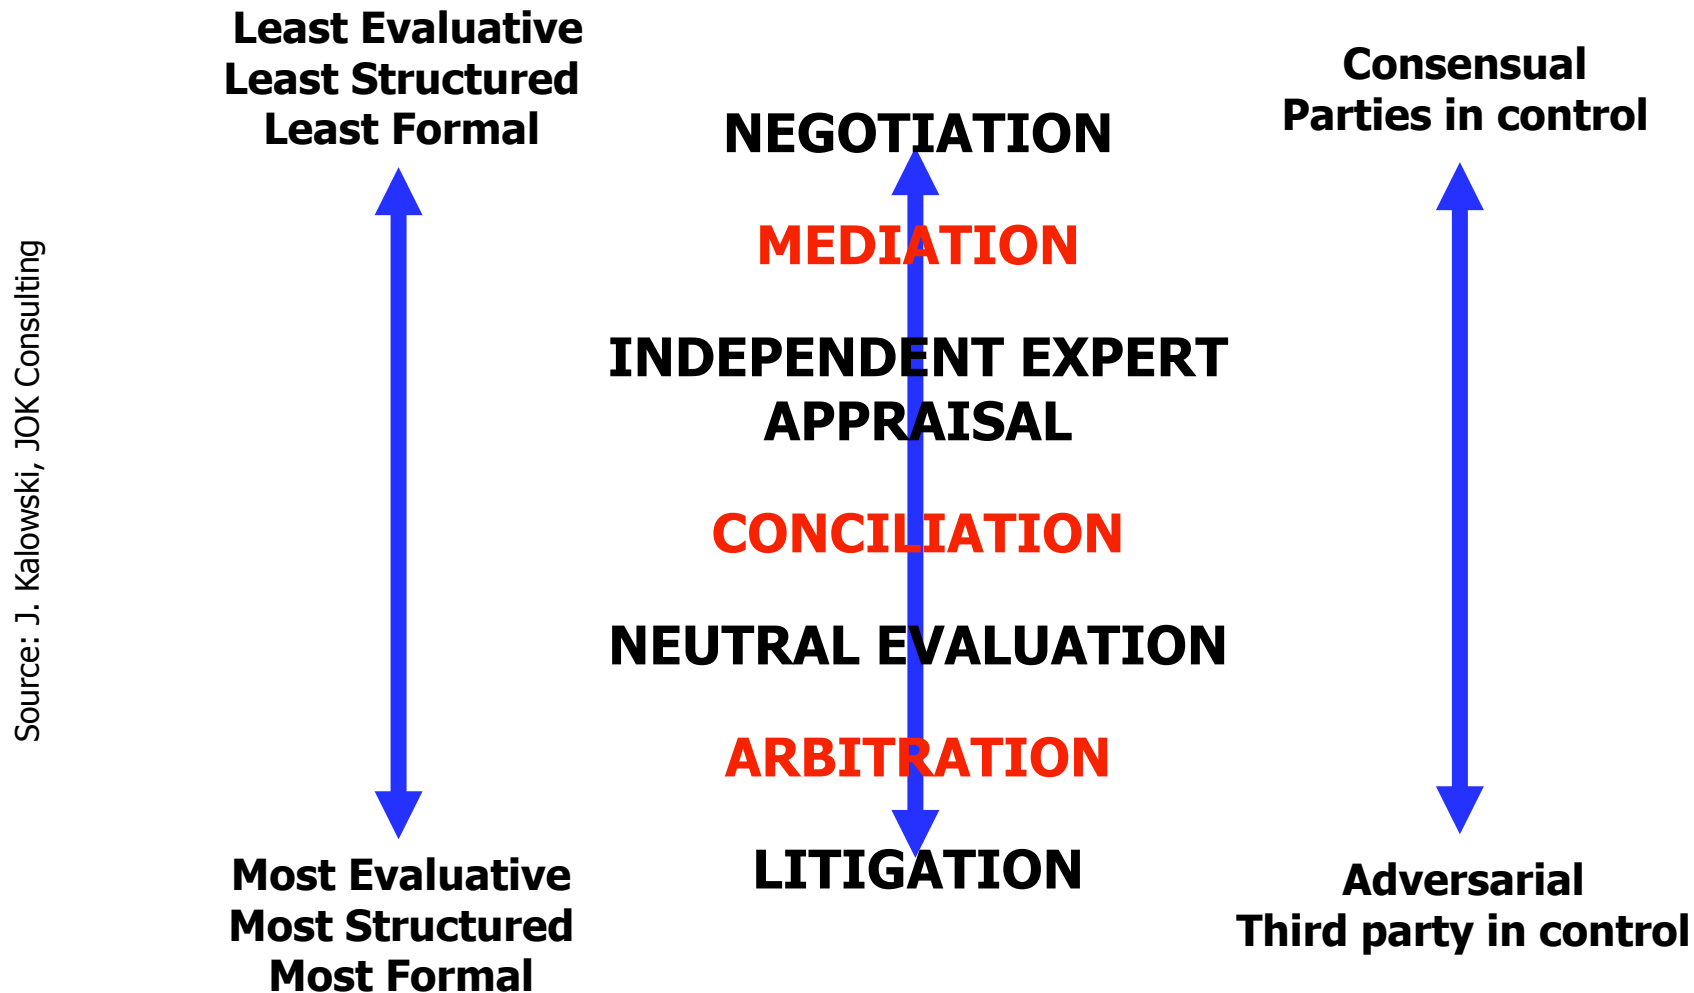 Least Evaluative
Least Structured
Least Formal
Consensual
Parties in control
NEGOTIATION
MEDIATION
INDEPENDENT EXPERT
APPRAISAL
CONCILIATION
NEUTRAL EVALUATION
ARBITRATION
LITIGATION
Most Evaluative
Most Structured
Most Formal
Adversarial
Third party in control
Source: J. Kalowski, JOK Consulting